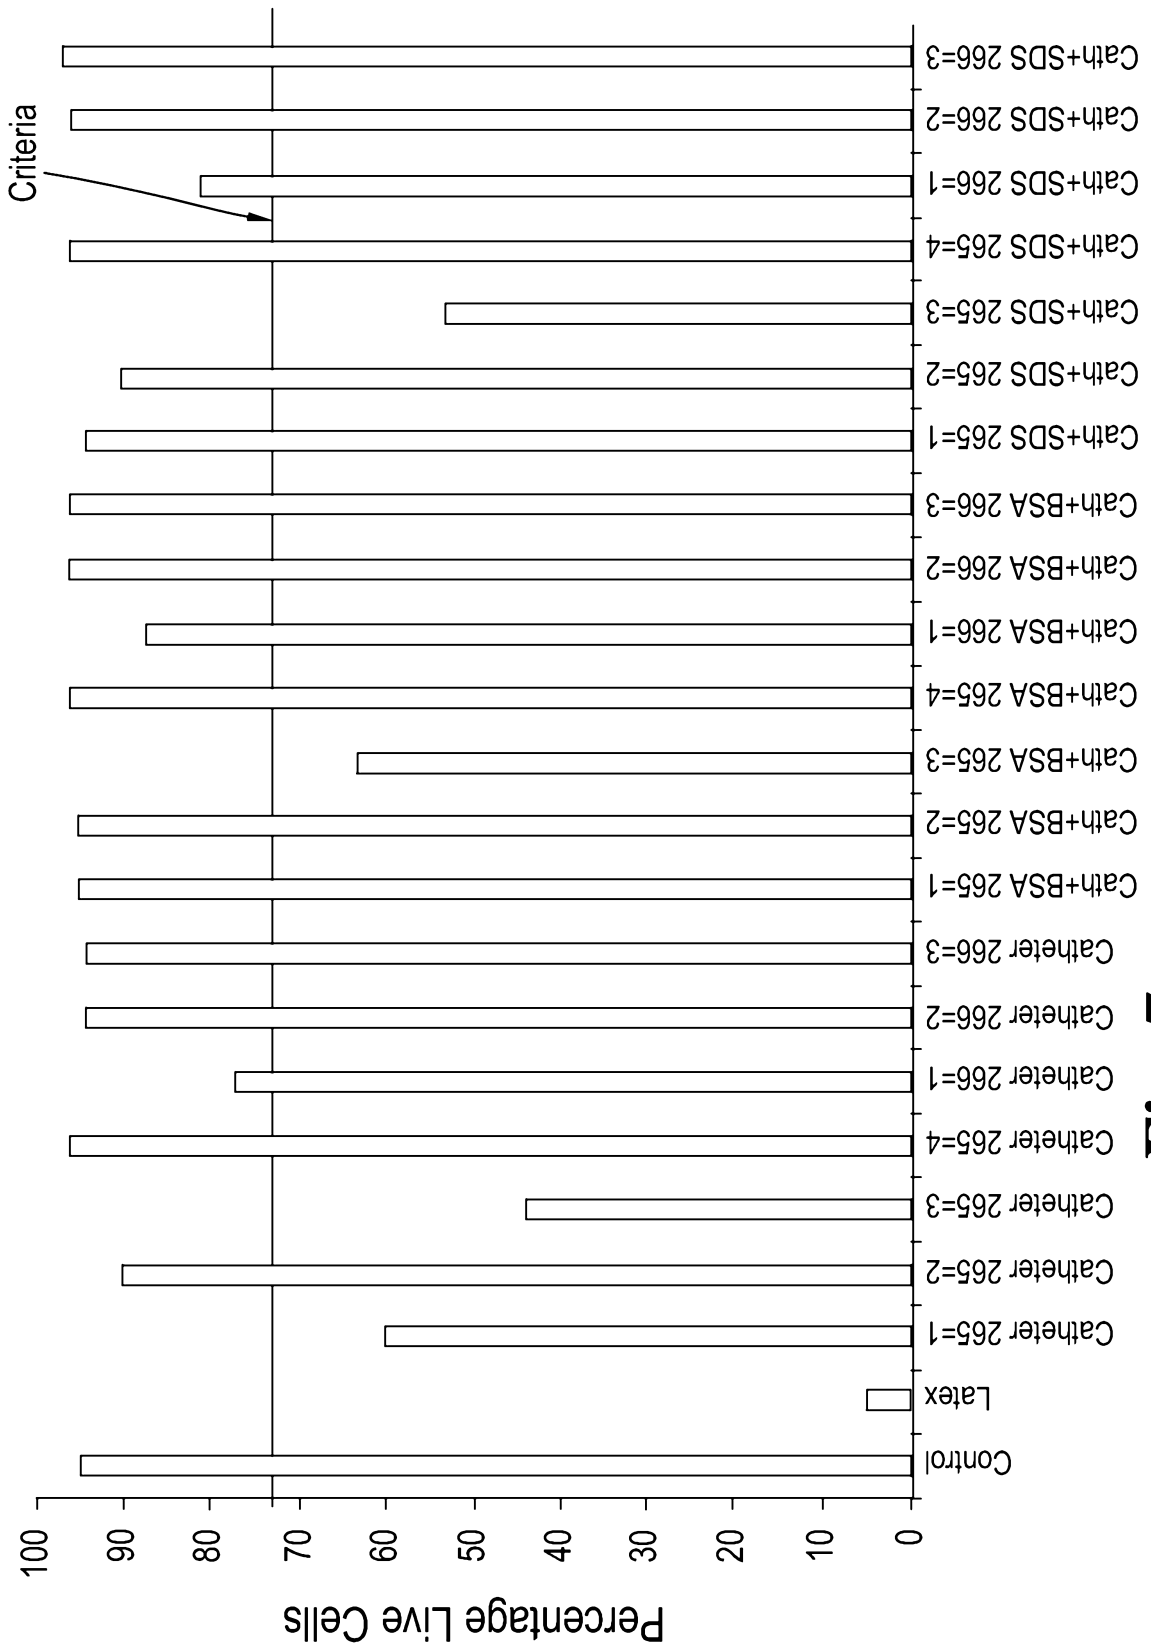 Criteria
Percentage Live Cells
100
90
80
70
60
50
40
30
20
10
0
Control
Latex
Catheter 265=1
Catheter 265=2
Catheter 265=3
Catheter 265=4
Catheter 266=1
Catheter 266=2
Catheter 266=3
Cath+BSA 265=1
Cath+BSA 265=2
Cath+BSA 265=3
Cath+BSA 265=4
Cath+BSA 266=1
Cath+BSA 266=2
Cath+BSA 266=3
Cath+SDS 265=1
Cath+SDS 265=2
Cath+SDS 265=3
Cath+SDS 265=4
Cath+SDS 266=1
Cath+SDS 266=2
Cath+SDS 266=3